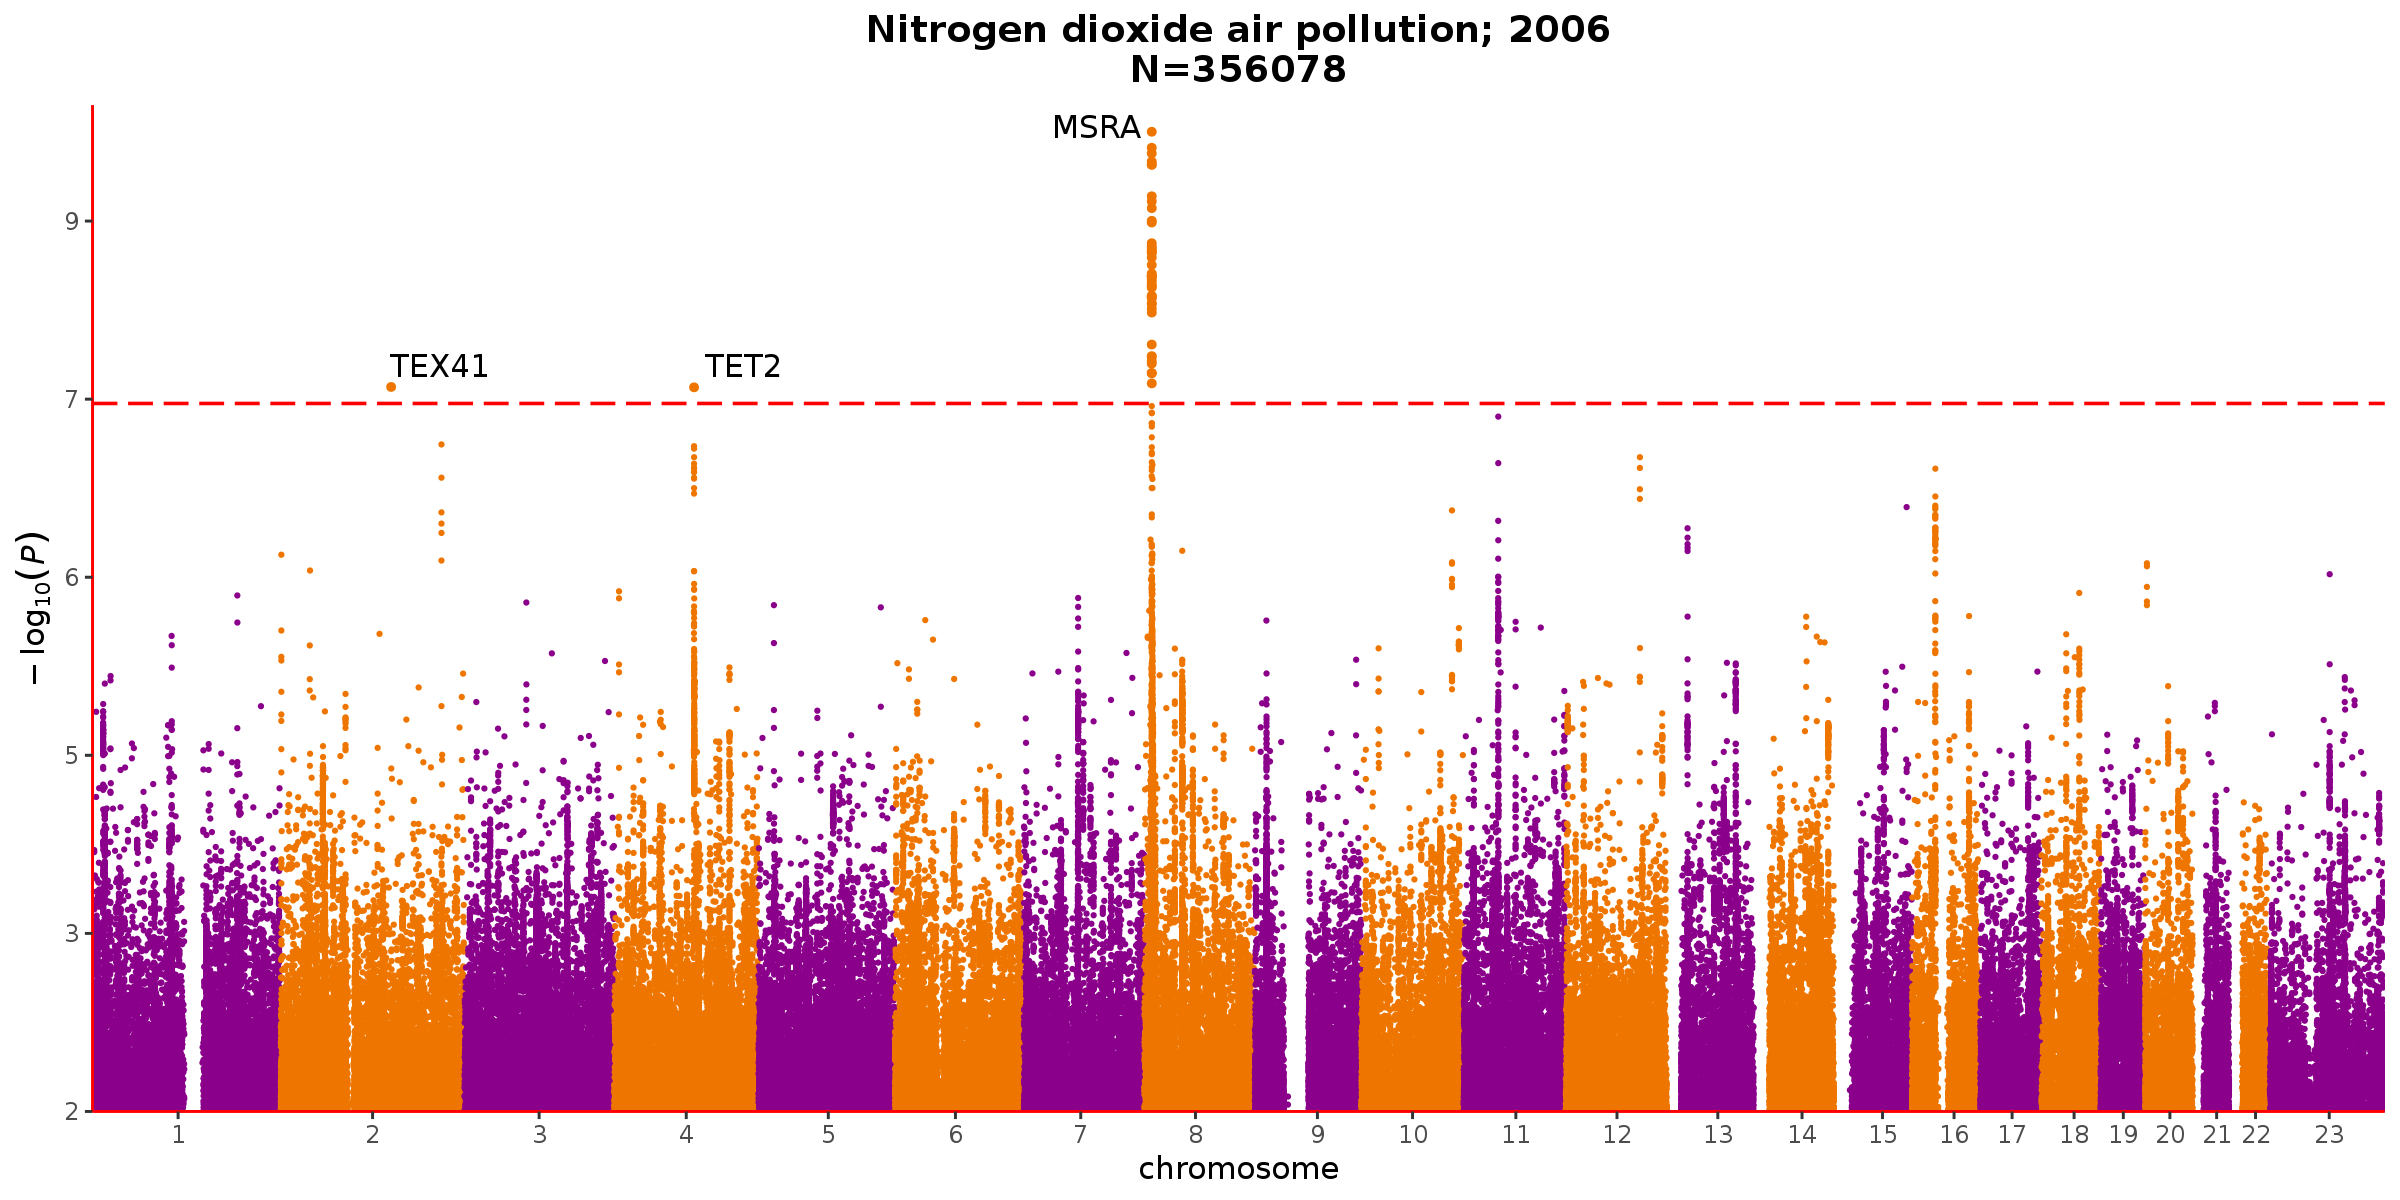 Nitrogen dioxide air pollution; 2006
N=356078
MSRA
TEX41
TET2
9
7
6
5
3
2
− log10(P)
1 2 3 4 5 6 7 8 9 10 11 12 13 14 15 16 17 18 19 20 21 22 23
chromosome